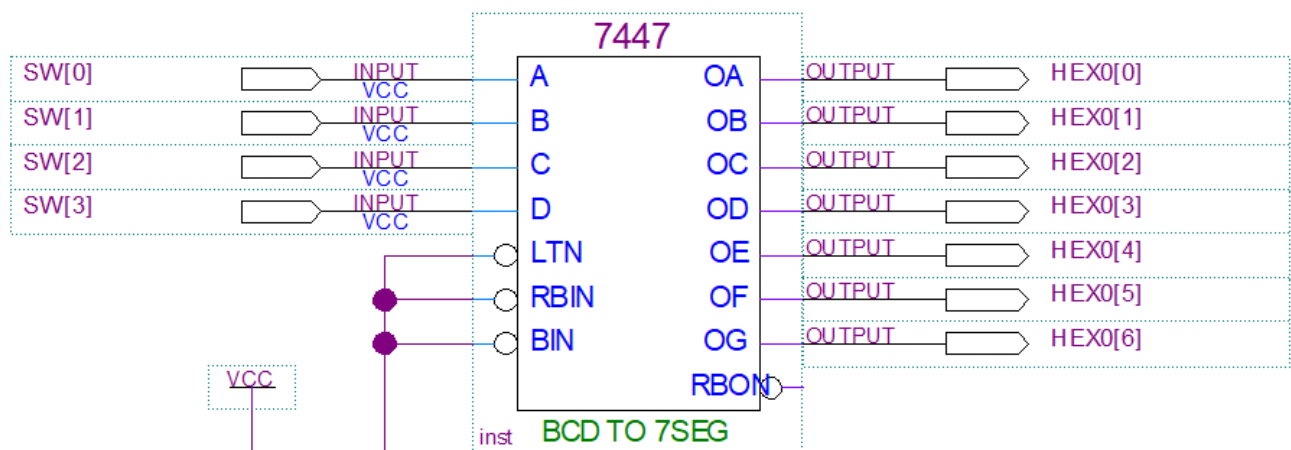 7447
SW[0] INPUT VCC A OA OUTPUT HEX0[0]
SW[1] INPUT VCC B OB OUTPUT HEX0[1]
SW[2] INPUT VCC C OC OUTPUT HEX0[2]
SW[3] INPUT VCC D OD OUTPUT HEX0[3]
LTN OE OUTPUT HEX0[4]
RBIN OF OUTPUT HEX0[5]
BIN OG OUTPUT HEX0[6]
VCC RBON
inst BCD TO 7SEG